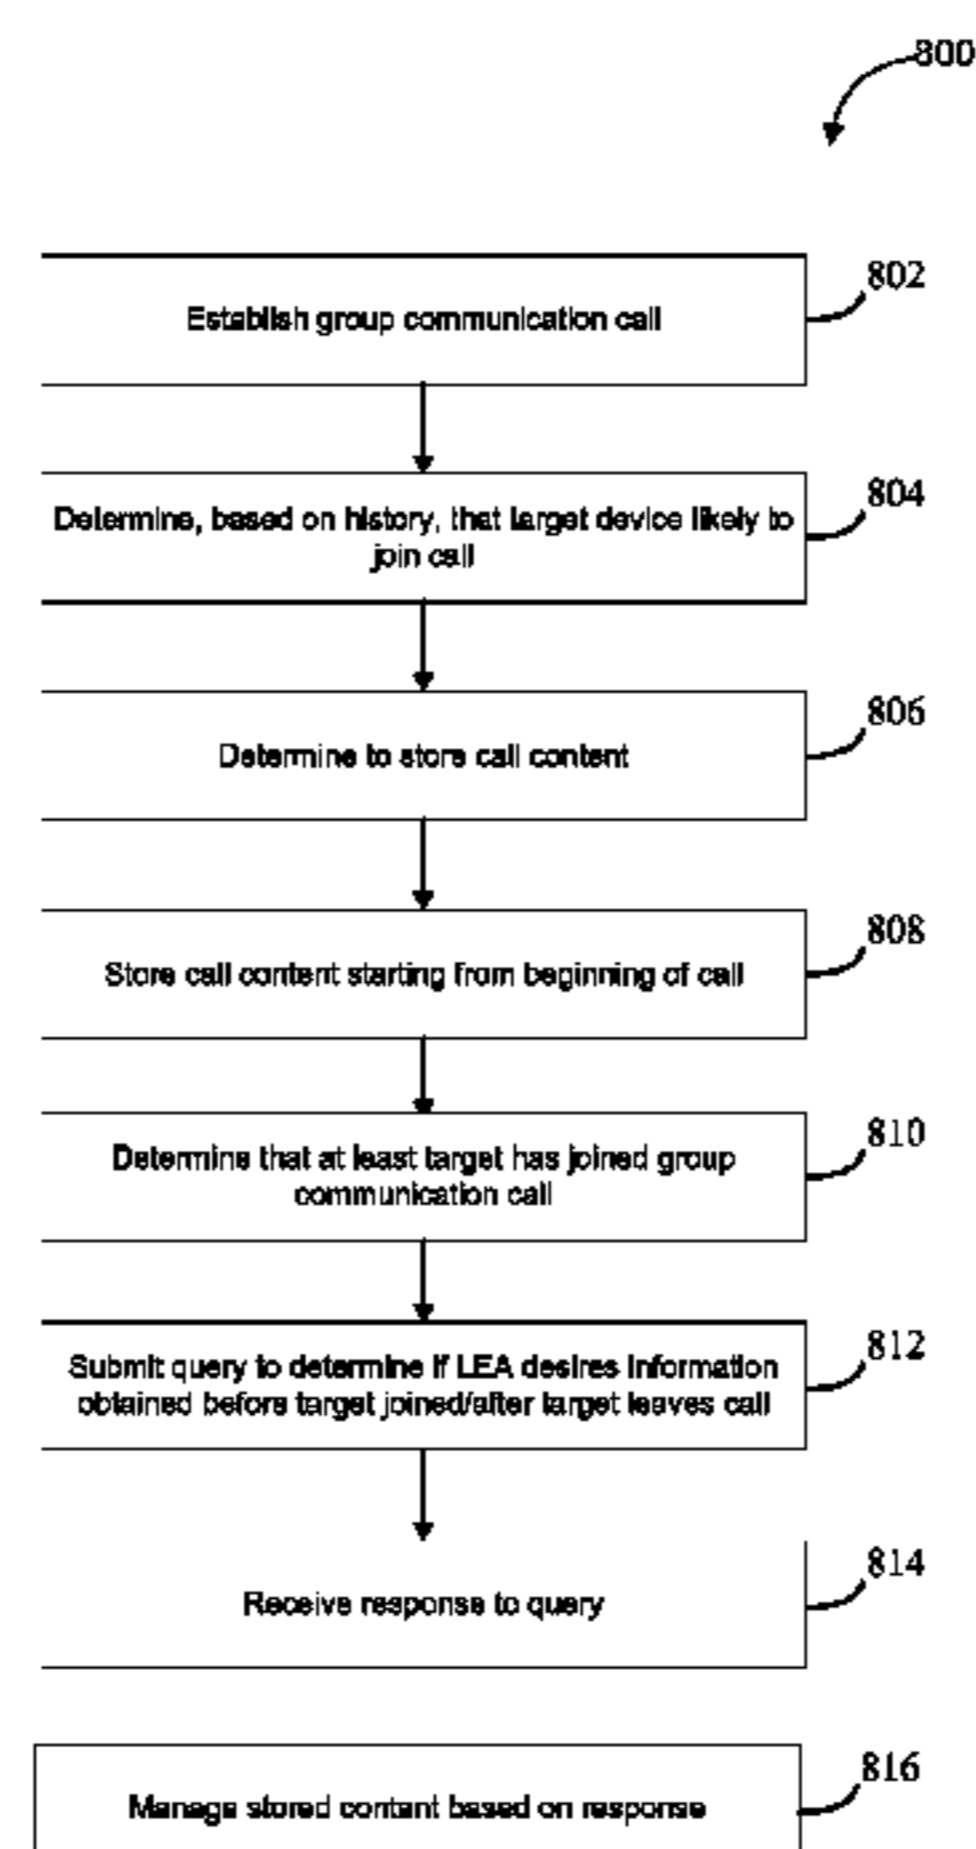 800
802
Establish group communication call
804
Determine, based on history, that target device likely to
join call
806
Determine to store call content
808
Store call content starting from beginning of call
810
Determine that at least target has joined group
communication call
812
Submit query to determine if LEA desires information
obtained before target joined/after target leaves call
814
Receive response to query
816
Manage stored content based on response